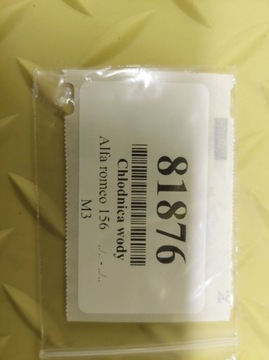 81876
Chłodnica wody
Alfa romeo 156
../.. - ../..
M3